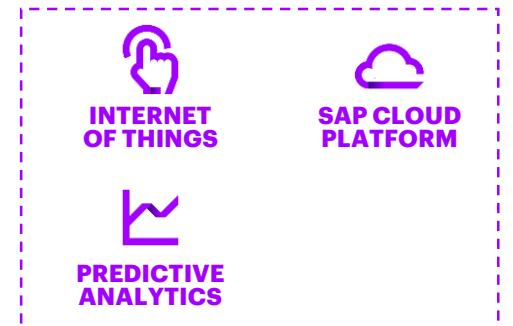 INTERNET
OF THINGS
SAP CLOUD
PLATFORM
PREDICTIVE
ANALYTICS